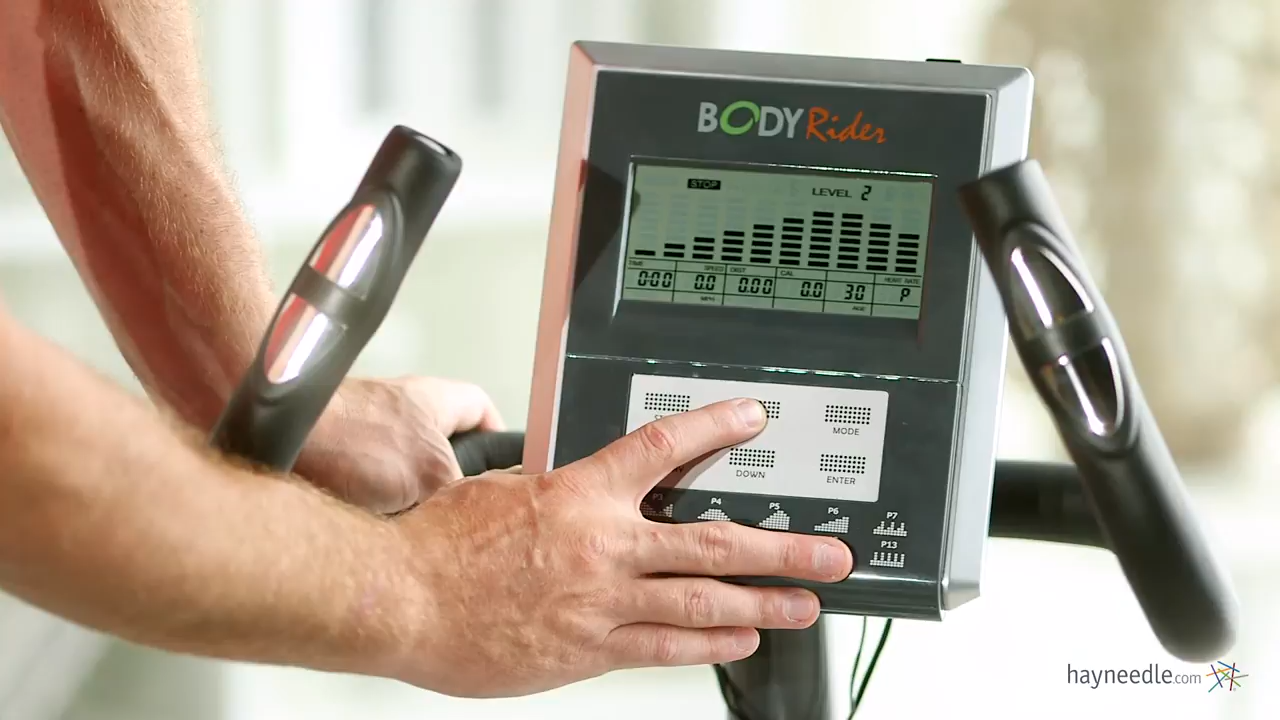 BODY Rider
STOP LEVEL 2
TIME SPEED DIST CAL HEART RATE
0:00 0.0 0.00 0.0 30 P
MPH AGE
MODE
DOWN ENTER
P3 P4 P5 P6 P7
P13
hayneedle.com